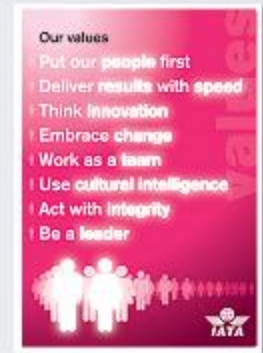 Our values
Put our people first
Deliver results with speed
Think innovation
Embrace change
Work as a team
Use cultural intelligence
Act with integrity
Be a leader
values
IATA